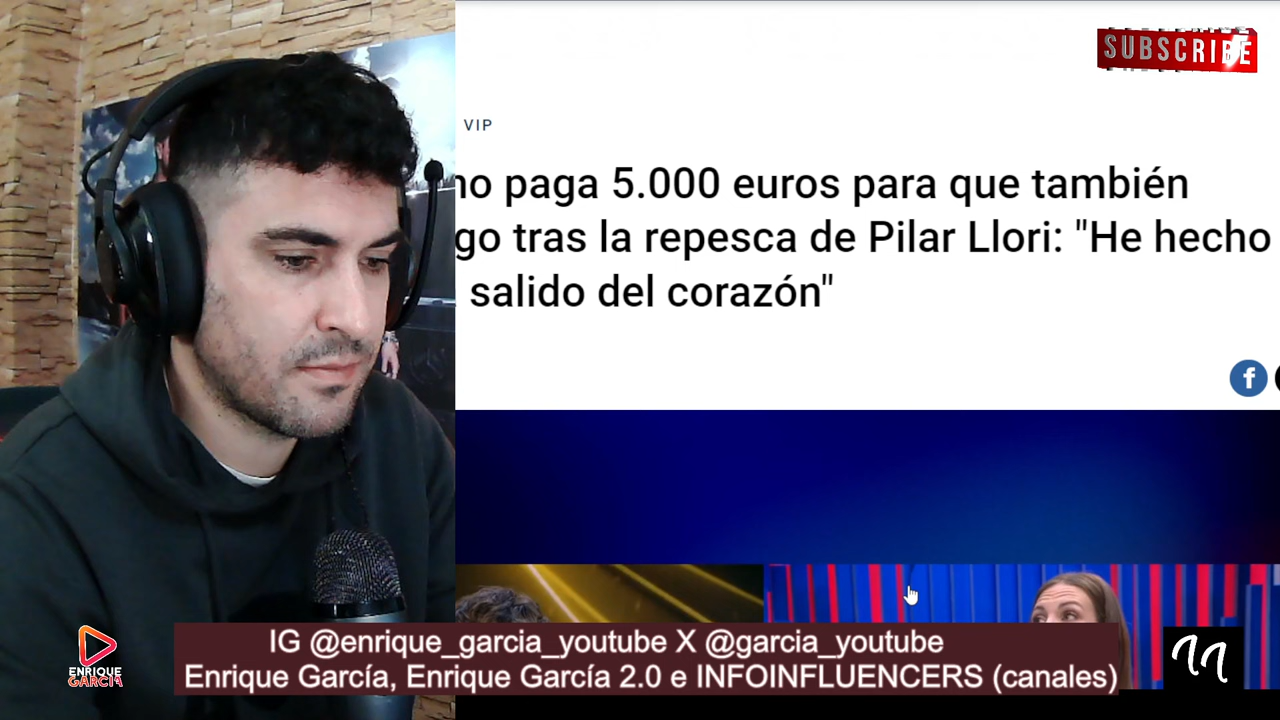 SUBSCRIBE
VIP
no paga 5.000 euros para que también
go tras la repesca de Pilar Llori: "He hecho
salido del corazón"
f
IG @enrique_garcia_youtube X @garcia_youtube
Enrique García, Enrique García 2.0 e INFOINFLUENCERS (canales)
ENRIQUE
GARCÍA